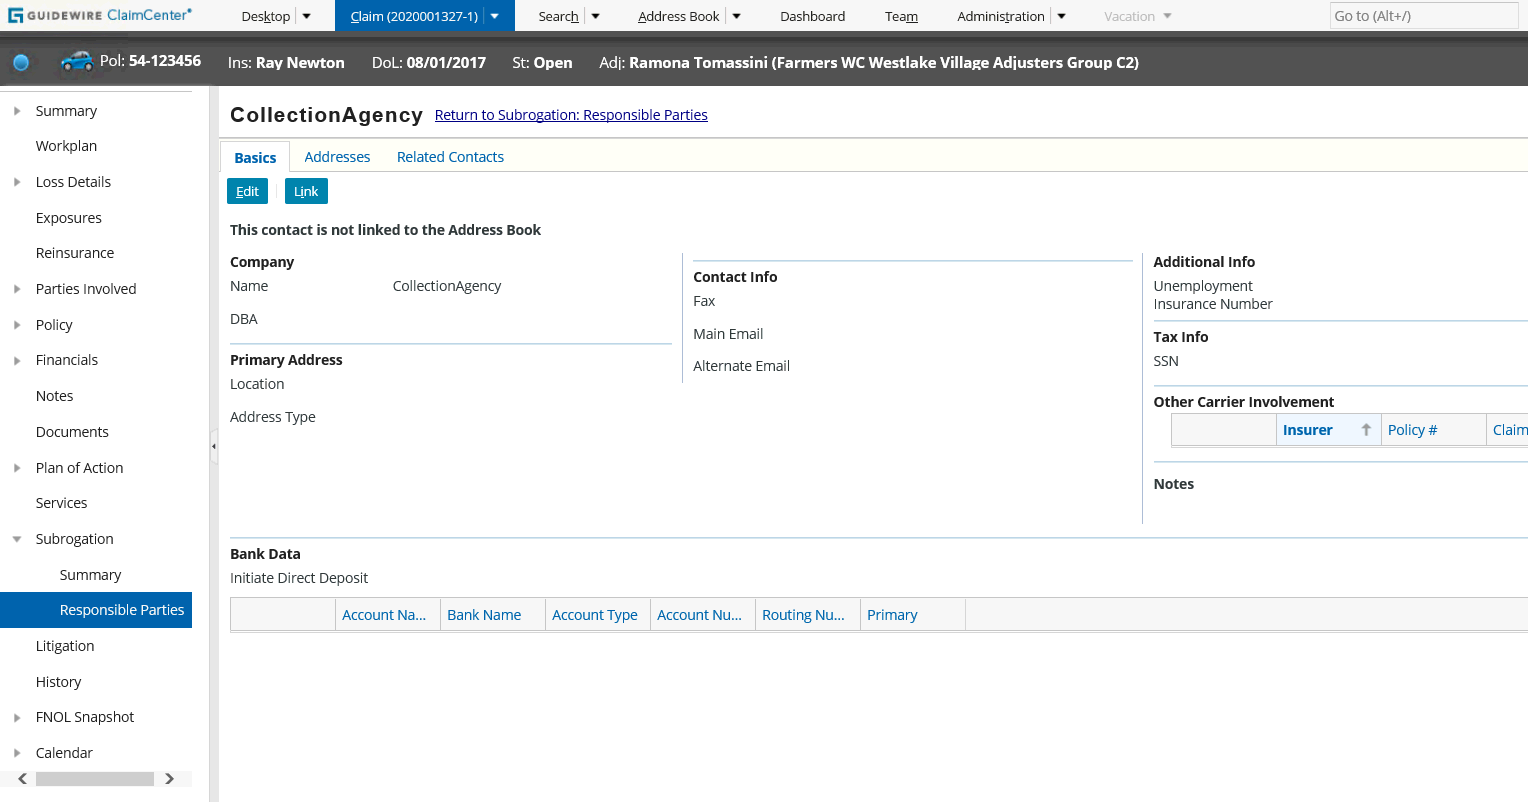 GUIDEWIRE ClaimCenter
Desktop
Claim (2020001327-1)
Search
Address Book
Dashboard
Team
Administration
Vacation
Go to (Alt+/)
Pol: 54-123456
Ins: Ray Newton
DoL: 08/01/2017
St: Open
Adj: Ramona Tomassini (Farmers WC Westlake Village Adjusters Group C2)
Summary
Workplan
Loss Details
Exposures
Reinsurance
Parties Involved
Policy
Financials
Notes
Documents
Plan of Action
Services
Subrogation
Summary
Responsible Parties
Litigation
History
FNOL Snapshot
Calendar
CollectionAgency
Return to Subrogation: Responsible Parties
Basics
Addresses
Related Contacts
Edit
Link
This contact is not linked to the Address Book
Company
Name
CollectionAgency
DBA
Primary Address
Location
Address Type
Contact Info
Fax
Main Email
Alternate Email
Additional Info
Unemployment
Insurance Number
Tax Info
SSN
Other Carrier Involvement
Insurer
Policy #
Claim
Notes
Bank Data
Initiate Direct Deposit
Account Na...
Bank Name
Account Type
Account Nu...
Routing Nu...
Primary